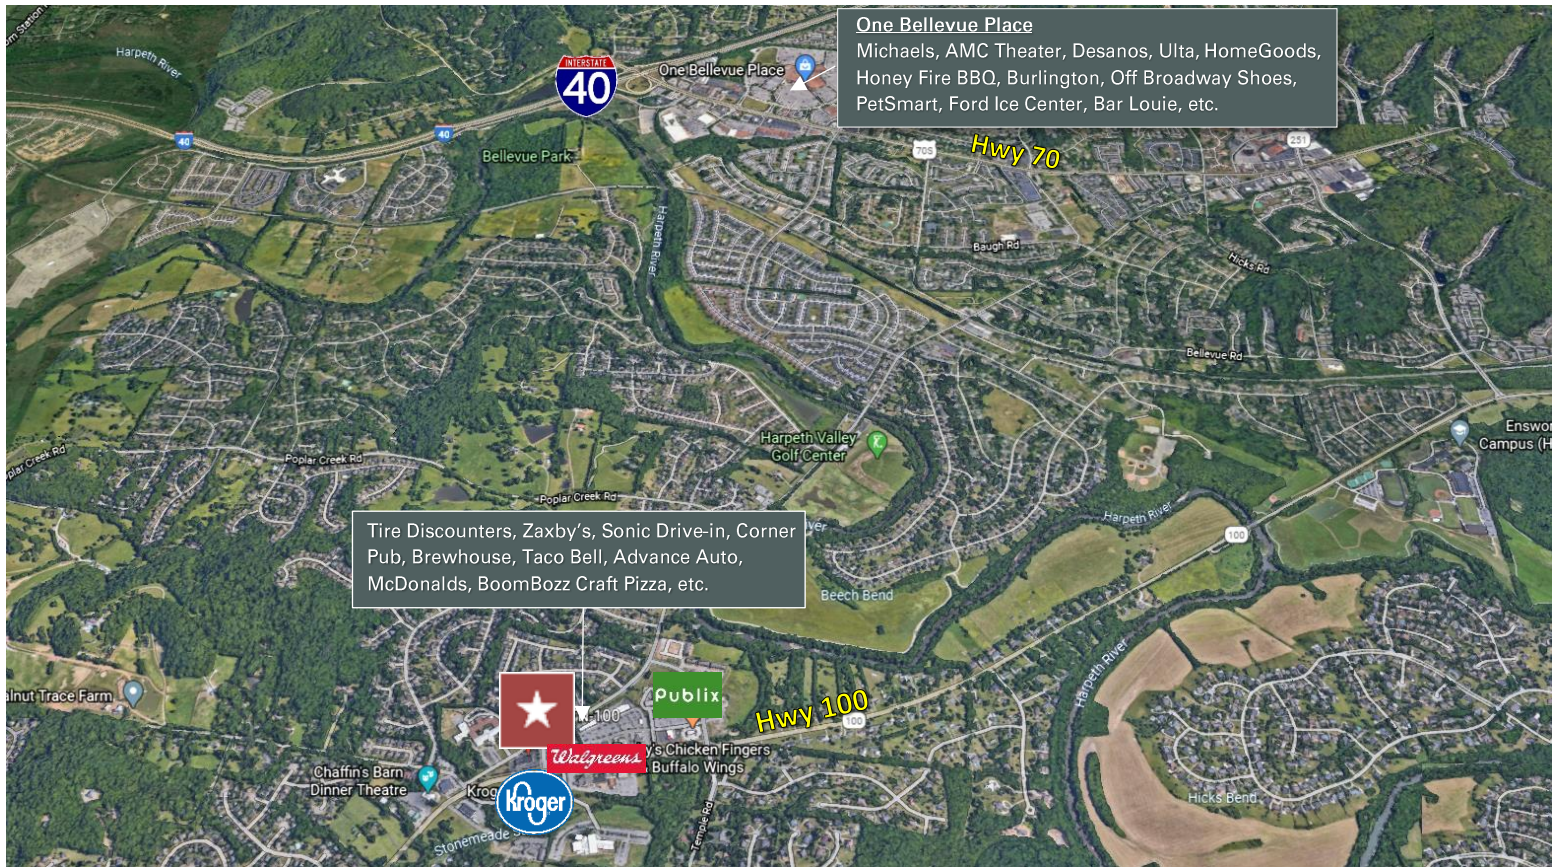 One Bellevue Place
Michaels, AMC Theater, Desanos, Ulta, HomeGoods,
Honey Fire BBQ, Burlington, Off Broadway Shoes,
PetSmart, Ford Ice Center, Bar Louie, etc.
Harpeth
River
INTERSTATE
40
One Bellevue Place
40
40
Bellevue Park
70S
Hwy 70
251
Harpeth River
Baugh Rd
Hicks Rd
Bellevue Rd
Harpeth Valley
Golf Center
Campus (H
Poplar Creek Rd
Poplar Creek Rd
Harpeth River
100
Tire Discounters, Zaxby's, Sonic Drive-in, Corner
Pub, Brewhouse, Taco Bell, Advance Auto,
McDonalds, BoomBozz Craft Pizza, etc.
Beech Bend
Harpeth River
alnut Trace Farm
Publix
Hwy 100
100
-100
Walgreens
y's Chicken Fingers
Buffalo Wings
Chaffin's Barn
Dinner Theatre
Krog
Kroger
Hicks Bend
Temple Rd
Stonemeade